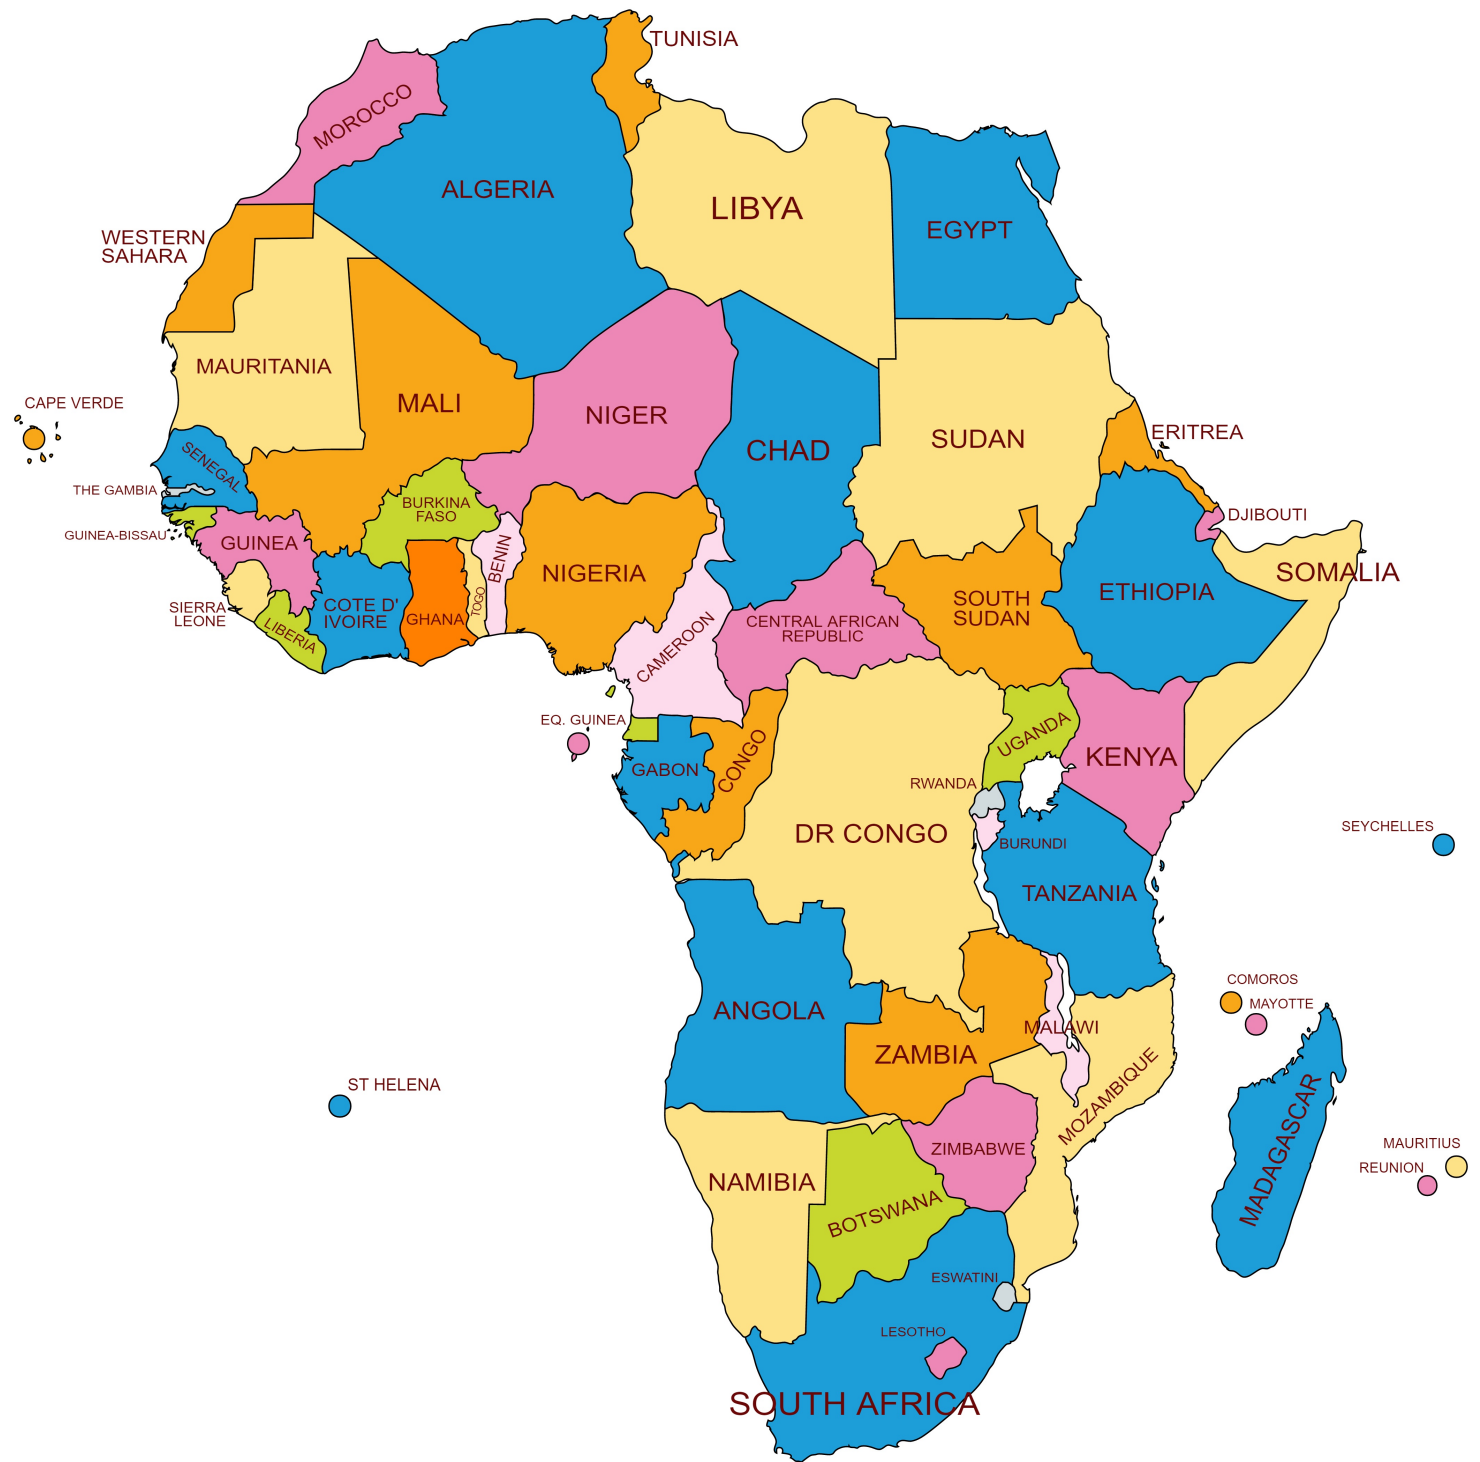 TUNISIA
MOROCCO
ALGERIA
LIBYA
EGYPT
WESTERN
SAHARA
MAURITANIA
MALI
NIGER
CHAD
SUDAN
ERITREA
CAPE VERDE
SENEGAL
THE GAMBIA
GUINEA-BISSAU
GUINEA
BURKINA
FASO
BENIN
NIGERIA
DJIBOUTI
SOMALIA
ETHIOPIA
SOUTH
SUDAN
SIERRA
LEONE
LIBERIA
COTE D'
IVOIRE
GHANA
TOGO
CAMEROON
CENTRAL AFRICAN
REPUBLIC
EQ. GUINEA
GABON
CONGO
UGANDA
KENYA
RWANDA
DR CONGO
BURUNDI
SEYCHELLES
TANZANIA
COMOROS
MAYOTTE
ANGOLA
MALAWI
ZAMBIA
ST HELENA
MOZAMBIQUE
MADAGASCAR
ZIMBABWE
MAURITIUS
REUNION
NAMIBIA
BOTSWANA
ESWATINI
LESOTHO
SOUTH AFRICA